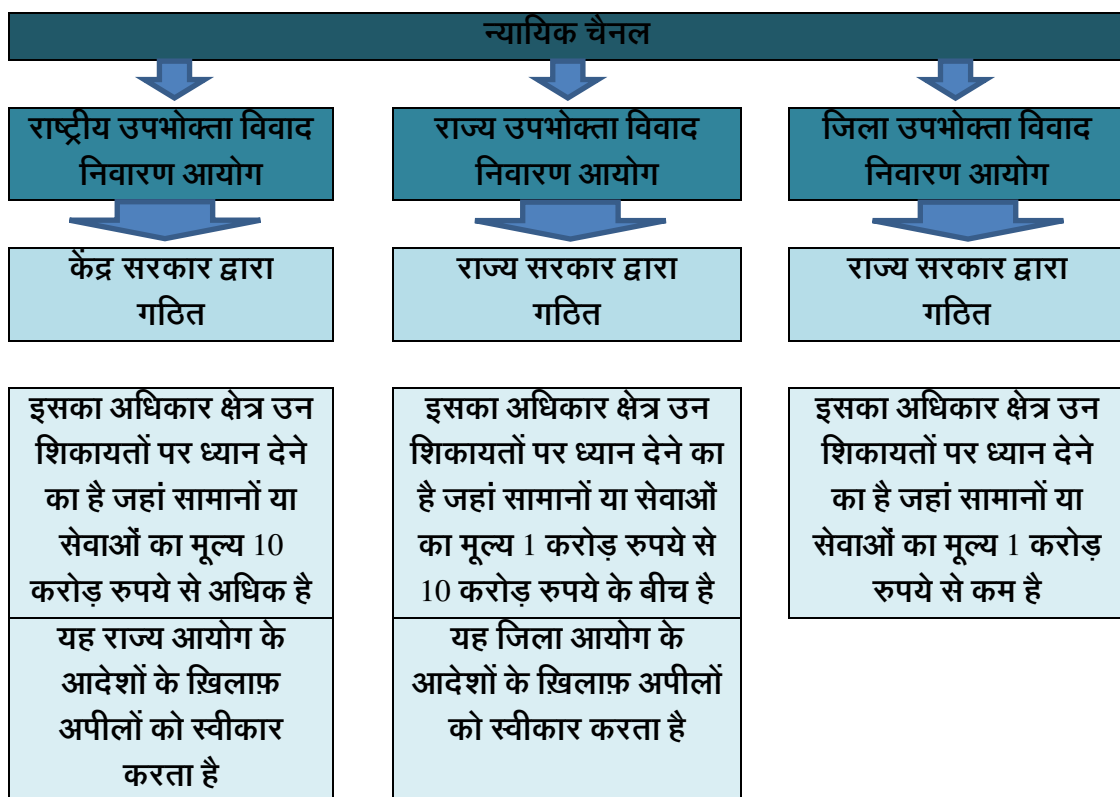 न्यायिक चैनल
राष्ट्रीय उपभोक्ता विवाद
निवारण आयोग
राज्य उपभोक्ता विवाद
निवारण आयोग
जिला उपभोक्ता विवाद
निवारण आयोग
केंद्र सरकार द्वारा
गठित
राज्य सरकार द्वारा
गठित
राज्य सरकार द्वारा
गठित
इसका अधिकार क्षेत्र उन
शिकायतों पर ध्यान देने
का है जहां सामानों या
सेवाओं का मूल्य 10
करोड़ रुपये से अधिक है
इसका अधिकार क्षेत्र उन
शिकायतों पर ध्यान देने का
है जहां सामानों या सेवाओं
का मूल्य 1 करोड़ रुपये से
10 करोड़ रुपये के बीच है
इसका अधिकार क्षेत्र उन
शिकायतों पर ध्यान देने
का है जहां सामानों या
सेवाओं का मूल्य 1 करोड़
रुपये से कम है
यह राज्य आयोग के
आदेशों के ख़िलाफ़
अपीलों को स्वीकार
करता है
यह जिला आयोग के
आदेशों के ख़िलाफ़ अपीलों
को स्वीकार करता है